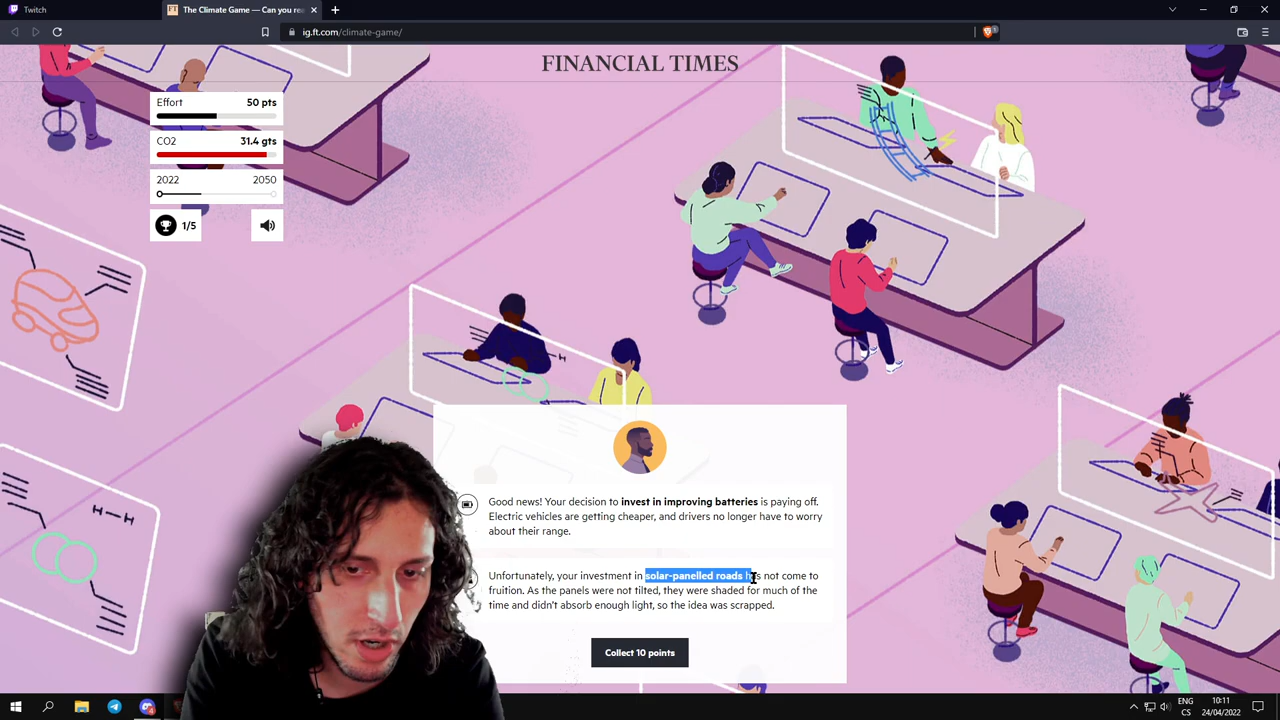 Twitch
The Climate Game — Can you rea
ig.ft.com/climate-game/
FINANCIAL TIMES
Effort 50 pts
CO2 31.4 gts
2022 2050
1/5
H-H
Good news! Your decision to invest in improving batteries is paying off.
Electric vehicles are getting cheaper, and drivers no longer have to worry
about their range.
Unfortunately, your investment in solar-panelled roads has not come to
fruition. As the panels were not tilted, they were shaded for much of the
time and didn't absorb enough light, so the idea was scrapped.
Collect 10 points
ENG 10:11
CS 24/04/2022